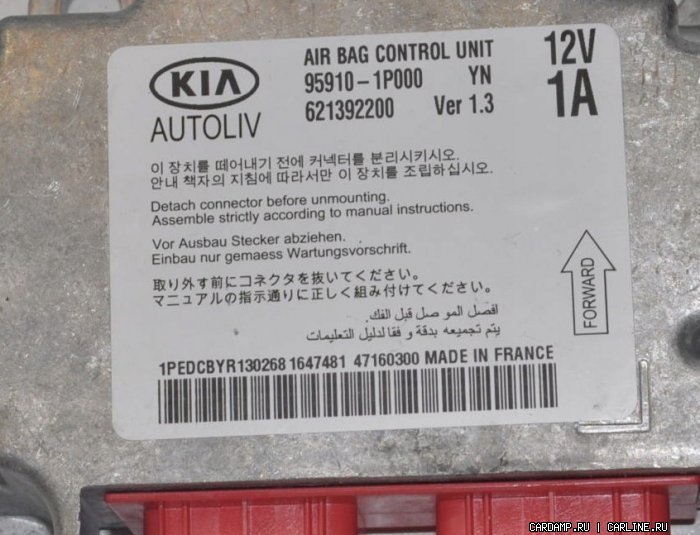 AIR BAG CONTROL UNIT 12V
KIA 95910-1P000 YN 1A
AUTOLIV 621392200 Ver 1.3
이 장치를 떼어내기 전에 커넥터를 분리시키시오.
안내 책자의 지침에 따라서만 이 장치를 조립하십시오.
Detach connector before unmounting.
Assemble strictly according to manual instructions.
Vor Ausbau Stecker abziehen.
Einbau nur gemaess Wartungsvorschrift.
取り外す前にコネクタを抜いてください。
マニュアルの指示通りに正しく組み付けてください。
افصل المو صل قبل الفك.
يتم تجميعه بدقة و فقا لدليل التعليمات
FORWARD
1PEDCBYR130268 1647481 47160300 MADE IN FRANCE
CARDAMP.RU | CARLINE.RU